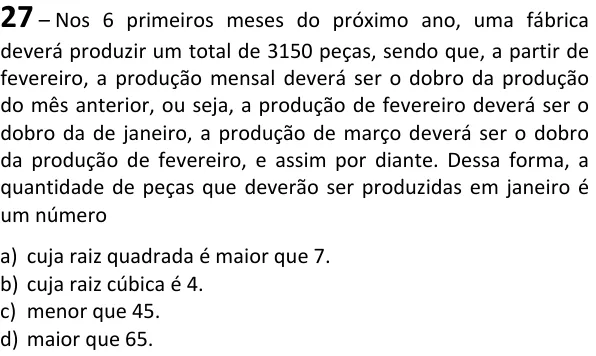 27 – Nos 6 primeiros meses do próximo ano, uma fábrica
deverá produzir um total de 3150 peças, sendo que, a partir de
fevereiro, a produção mensal deverá ser o dobro da produção
do mês anterior, ou seja, a produção de fevereiro deverá ser o
dobro da de janeiro, a produção de março deverá ser o dobro
da produção de fevereiro, e assim por diante. Dessa forma, a
quantidade de peças que deverão ser produzidas em janeiro é
um número
a) cuja raiz quadrada é maior que 7.
b) cuja raiz cúbica é 4.
c) menor que 45.
d) maior que 65.